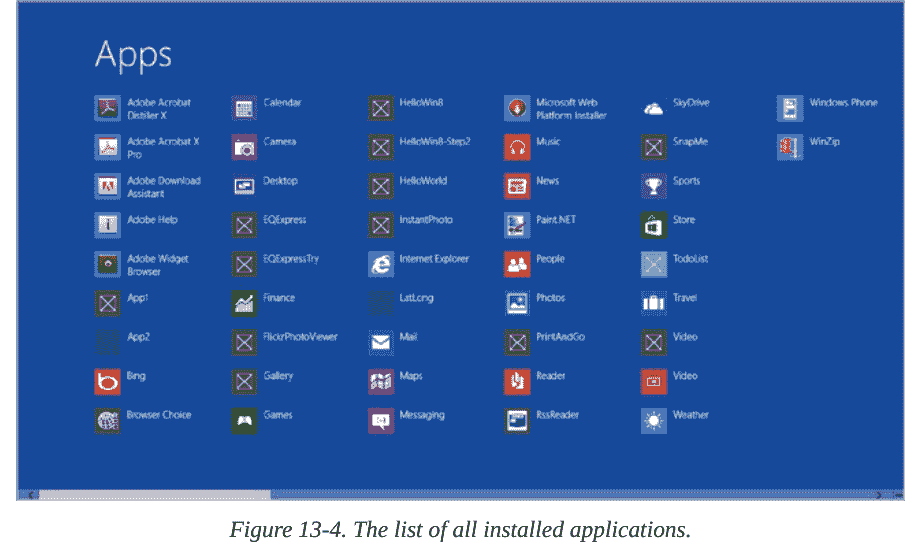 Apps
Adobe Acrobat
Distiller X
Adobe Acrobat X
Pro
Adobe Download
Assistant
Adobe Help
Adobe Widget
Browser
App1
App2
Bing
Browser Choice
Calendar
Camera
Desktop
EQExpress
EQExpressTry
Finance
FlickrPhotoViewer
Gallery
Games
HelloWin8
HelloWin8-Step2
HelloWorld
InstantPhoto
Internet Explorer
LatLong
Mail
Maps
Messaging
Microsoft Web
Platform Installer
Music
News
Paint.NET
People
Photos
PrintAndGo
Reader
RssReader
SkyDrive
SnapMe
Sports
Store
TodoList
Travel
Video
Video
Weather
Windows Phone
WinZip
Figure 13-4. The list of all installed applications.